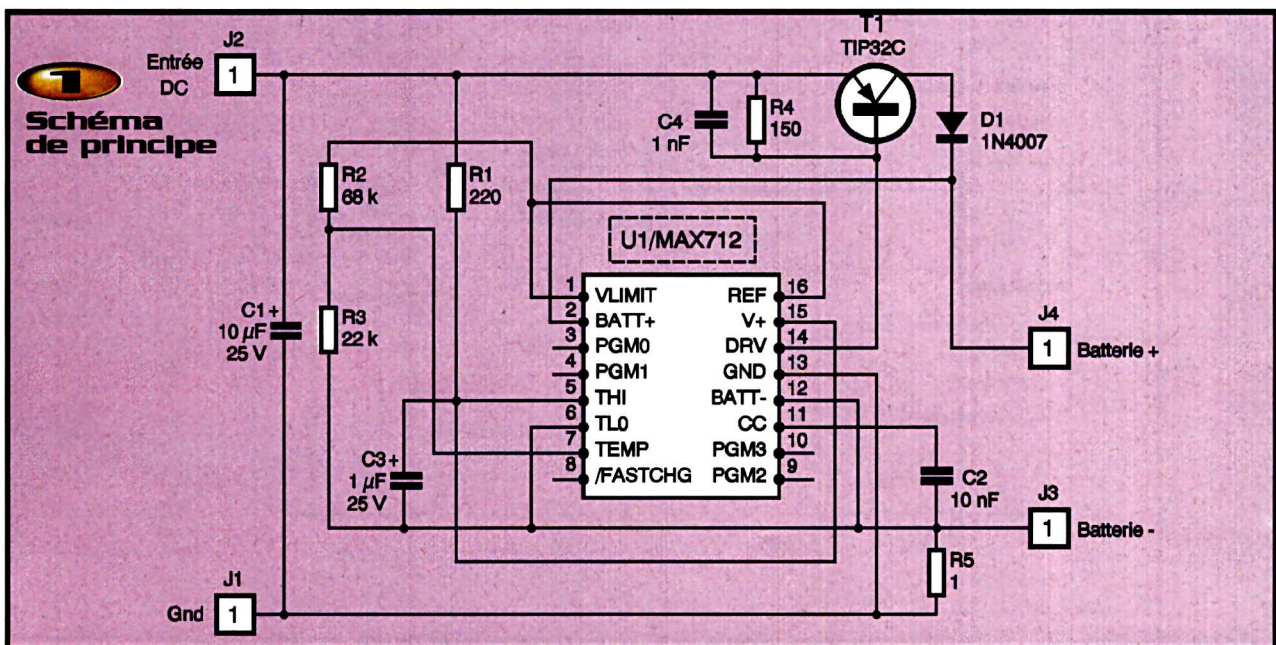 1
Schéma
de principe
J2
Entrée
DC
1
T1
TIP32C
C4
1 nF
R4
150
D1
1N4007
R2
68 k
R1
220
U1/MAX712
C1 +
10 µF
25 V
R3
22 k
1 VLIMIT
2 BATT+
3 PGM0
4 PGM1
5 THI
6 TL0
7 TEMP
8 /FASTCHG
REF 16
V+ 15
DRV 14
GND 13
BATT- 12
CC 11
PGM3 10
PGM2 9
J4
1
Batterie +
C3 +
1 µF
25 V
C2
10 nF
J3
1
Batterie -
R5
1
J1
Gnd
1